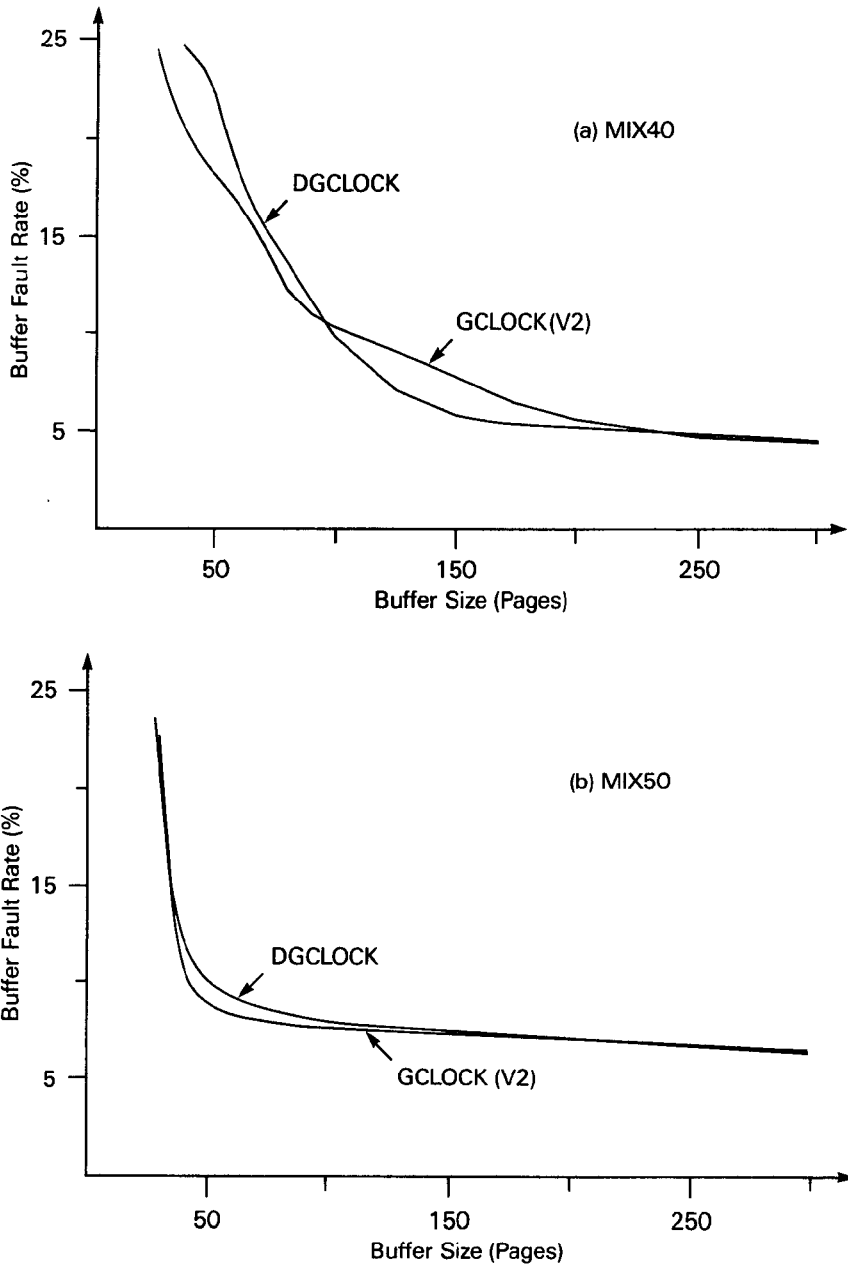 25
(a) MIX40
DGCLOCK
Buffer Fault Rate (%)
15
GCLOCK(V2)
5
50 150 250
Buffer Size (Pages)
25
(b) MIX50
Buffer Fault Rate (%)
15
DGCLOCK
GCLOCK (V2)
5
50 150 250
Buffer Size (Pages)